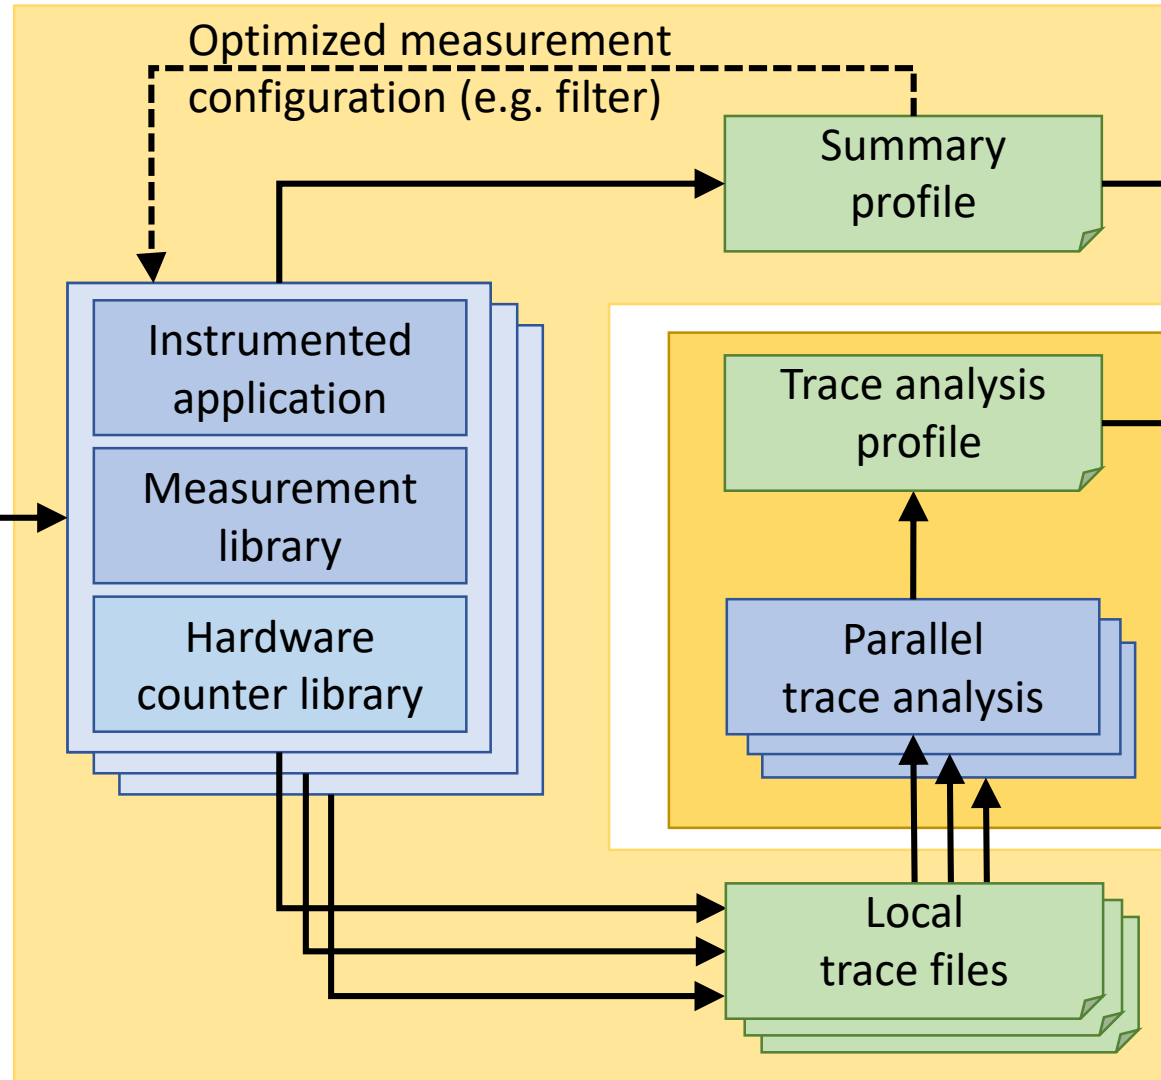 Optimized measurement
configuration (e.g. filter)
Summary
profile
Instrumented
application
Measurement
library
Hardware
counter library
Trace analysis
profile
Parallel
trace analysis
Local
trace files